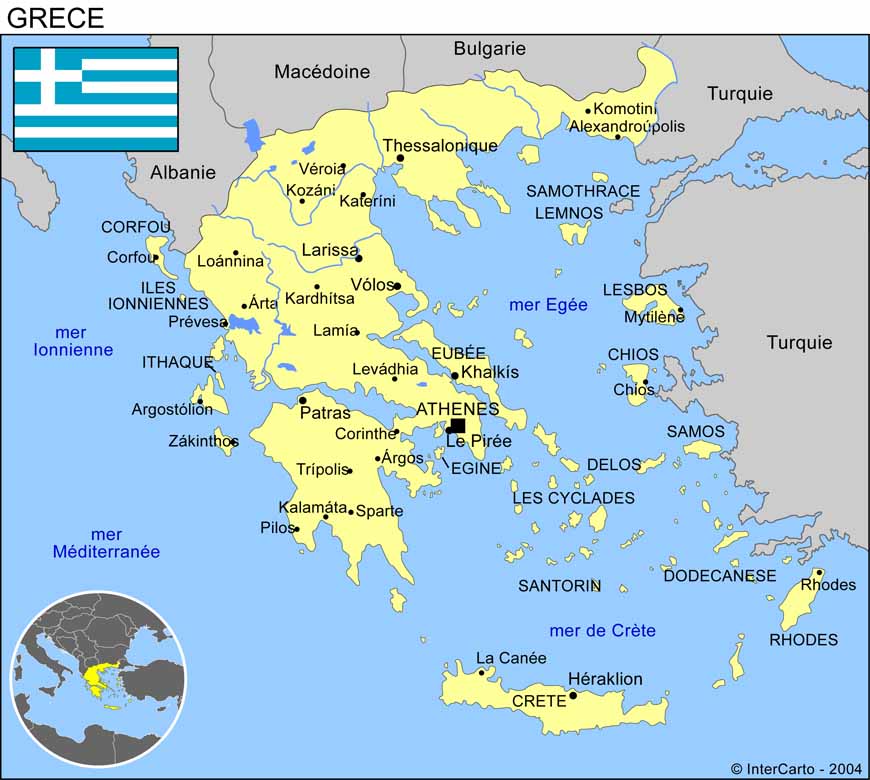 GRECE
Bulgarie
Macédoine
Turquie
Komotini
Alexandroúpolis
Thessalonique
Albanie
Véroia
Kozáni
Kateríni
SAMOTHRACE
LEMNOS
CORFOU
Corfou
Loánnina
Larissa
ILES
IONNIENNES
Árta
Kardhítsa
Vólos
LESBOS
Mytilène
mer Egée
Prévesa
mer
Ionnienne
Lamía
Turquie
ITHAQUE
EUBÉE
CHIOS
Levádhia
Khalkís
Chios
Argostólion
Patras
ATHENES
Zákinthos
Corinthe
Le Pirée
SAMOS
Árgos
EGINE
DELOS
Trípolis
LES CYCLADES
Kalamáta
Sparte
Pilos
mer
Méditerranée
SANTORIN
DODECANESE
Rhodes
mer de Crète
RHODES
La Canée
Héraklion
CRETE
© InterCarto - 2004